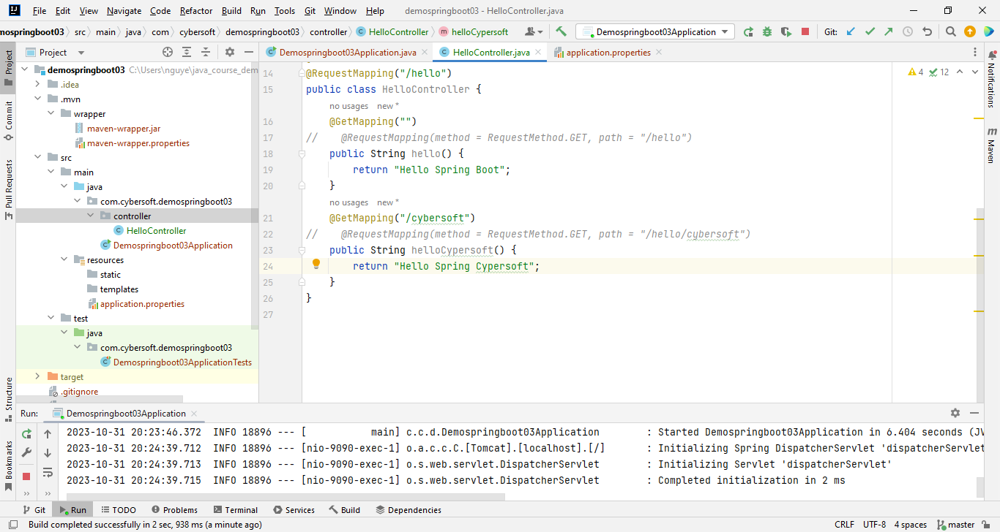 File Edit View Navigate Code Refactor Build Run Tools Git Window Help demospringboot03 - HelloController.java
mospringboot03 src main java com cybersoft demospringboot03 controller HelloController helloCypersoft Demospringboot03Application Git:
Project
Demospringboot03Application.java HelloController.java application.properties
demospringboot03 C:\Users\nguye\java_course_dem
.idea
.mvn
wrapper
maven-wrapper.jar
maven-wrapper.properties
src
main
java
com.cybersoft.demospringboot03
controller
HelloController
Demospringboot03Application
resources
static
templates
application.properties
test
java
com.cybersoft.demospringboot03
Demospringboot03ApplicationTests
target
.gitignore
4 12
14 @RequestMapping("/hello")
15 public class HelloController {
no usages new *
16 @GetMapping("")
17 // @RequestMapping(method = RequestMethod.GET, path = "/hello")
18 public String hello() {
19 return "Hello Spring Boot";
20 }
no usages new *
21 @GetMapping("/cybersoft")
22 // @RequestMapping(method = RequestMethod.GET, path = "/hello/cybersoft")
23 public String helloCypersoft() {
24 return "Hello Spring Cypersoft";
25 }
26 }
27
Project
Commit
Pull Requests
Structure
Bookmarks
Notifications
m Maven
Run: Demospringboot03Application
2023-10-31 20:23:46.372 INFO 18896 --- [ main] c.c.d.Demospringboot03Application : Started Demospringboot03Application in 6.404 seconds (JV
2023-10-31 20:24:39.712 INFO 18896 --- [nio-9090-exec-1] o.a.c.c.C.[Tomcat].[localhost].[/] : Initializing Spring DispatcherServlet 'dispatcherServlet
2023-10-31 20:24:39.713 INFO 18896 --- [nio-9090-exec-1] o.s.web.servlet.DispatcherServlet : Initializing Servlet 'dispatcherServlet'
2023-10-31 20:24:39.715 INFO 18896 --- [nio-9090-exec-1] o.s.web.servlet.DispatcherServlet : Completed initialization in 2 ms
Git Run TODO Problems Terminal Services Build Dependencies
Build completed successfully in 2 sec, 938 ms (a minute ago) CRLF UTF-8 4 spaces master